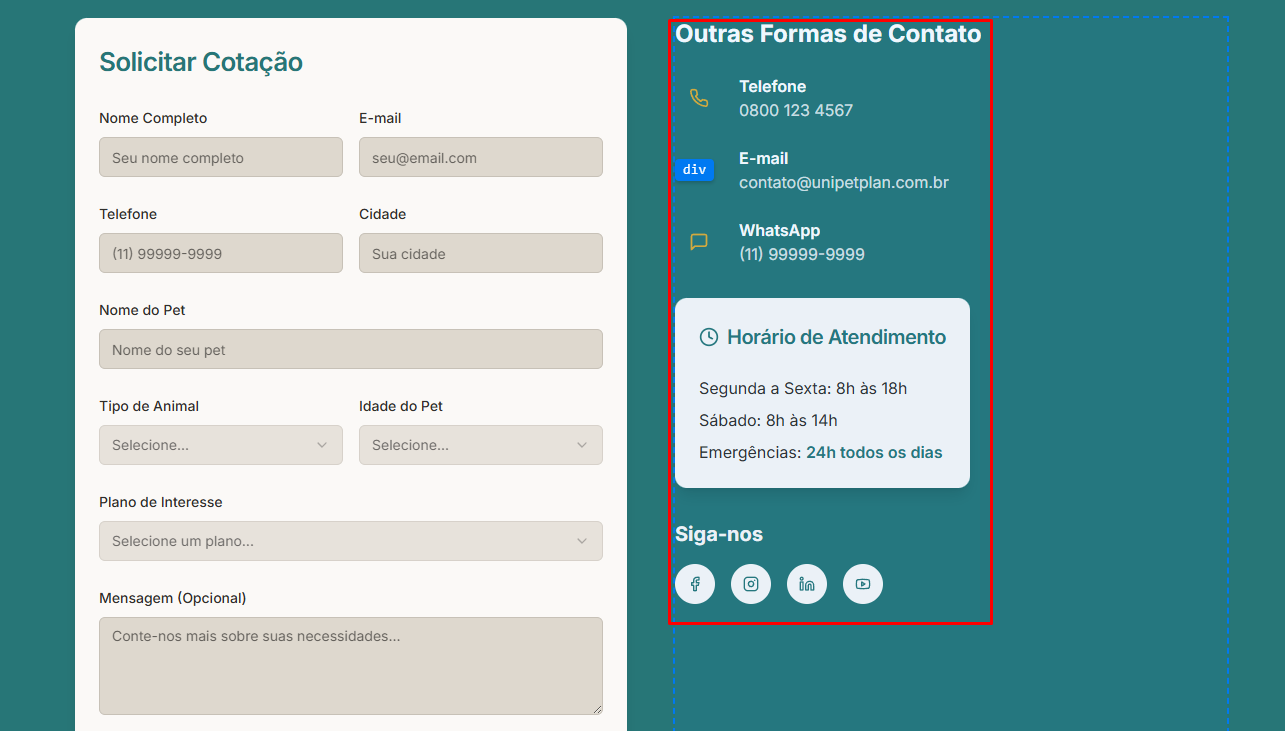 Solicitar Cotação
Nome Completo
E-mail
Seu nome completo
seu@email.com
Telefone
Cidade
(11) 99999-9999
Sua cidade
Nome do Pet
Nome do seu pet
Tipo de Animal
Idade do Pet
Selecione...
Selecione...
Plano de Interesse
Selecione um plano...
Mensagem (Opcional)
Conte-nos mais sobre suas necessidades...
Outras Formas de Contato
Telefone
0800 123 4567
div
E-mail
contato@unipetplan.com.br
WhatsApp
(11) 99999-9999
Horário de Atendimento
Segunda a Sexta: 8h às 18h
Sábado: 8h às 14h
Emergências: 24h todos os dias
Siga-nos